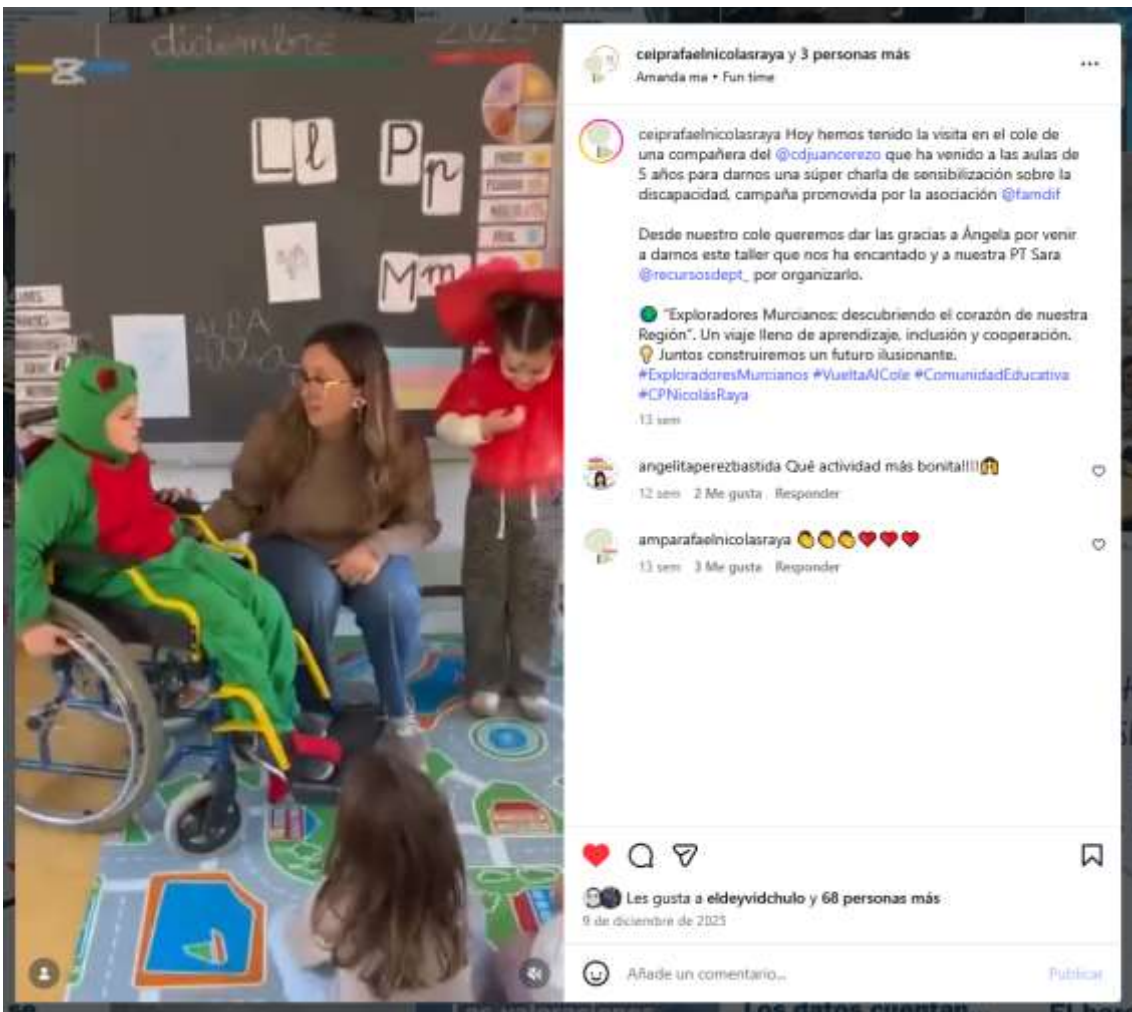 diciembre 2025
L l P p
M m
ceiprafaelnicolasraya y 3 personas más
Amanda ma • Fun time
ceiprafaelnicolasraya Hoy hemos tenido la visita en el cole de
una compañera del @cdjuancerezo que ha venido a las aulas de
5 años para darnos una súper charla de sensibilización sobre la
discapacidad, campaña promovida por la asociación @famdif
Desde nuestro cole queremos dar las gracias a Ángela por venir
a darnos este taller que nos ha encantado y a nuestra PT Sara
@recursosdept_ por organizarlo.
"Exploradores Murcianos: descubriendo el corazón de nuestra
Región". Un viaje lleno de aprendizaje, inclusión y cooperación.
Juntos construiremos un futuro ilusionante.
#ExploradoresMurcianos #VueltaAlCole #ComunidadEducativa
#CPNicolásRaya
13 sem
angelitaperezbastida Qué actividad más bonita!!!!
12 sem 2 Me gusta Responder
amparafaelnicolasraya
13 sem 3 Me gusta Responder
Les gusta a eldeyvidchulo y 68 personas más
9 de diciembre de 2025
Añade un comentario...
Publicar
Los datos cuentan